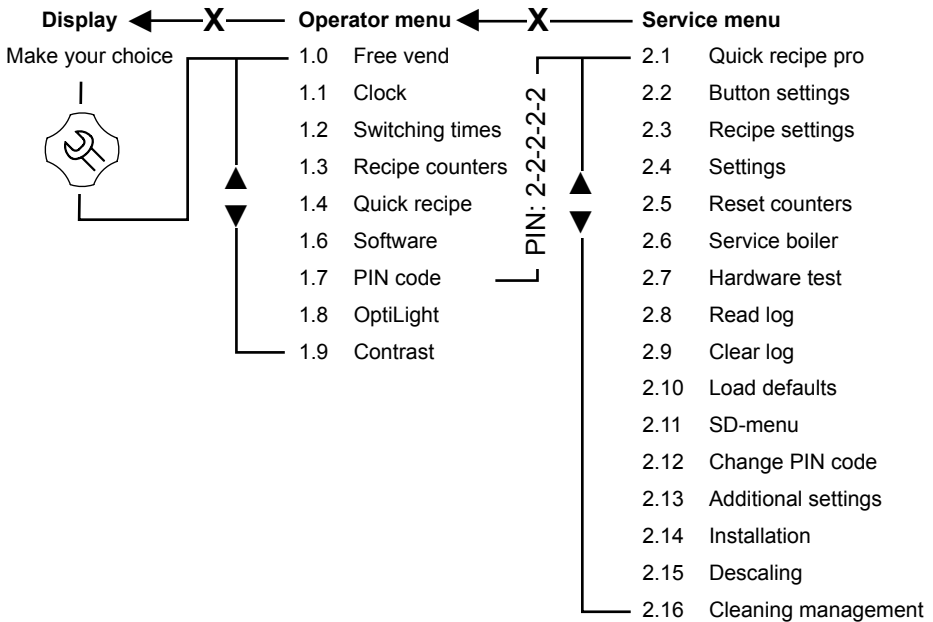 Display X Operator menu X Service menu
Make your choice
1.0 Free vend
1.1 Clock
1.2 Switching times
1.3 Recipe counters
1.4 Quick recipe
1.6 Software
1.7 PIN code
1.8 OptiLight
1.9 Contrast
PIN: 2-2-2-2-2
2.1 Quick recipe pro
2.2 Button settings
2.3 Recipe settings
2.4 Settings
2.5 Reset counters
2.6 Service boiler
2.7 Hardware test
2.8 Read log
2.9 Clear log
2.10 Load defaults
2.11 SD-menu
2.12 Change PIN code
2.13 Additional settings
2.14 Installation
2.15 Descaling
2.16 Cleaning management